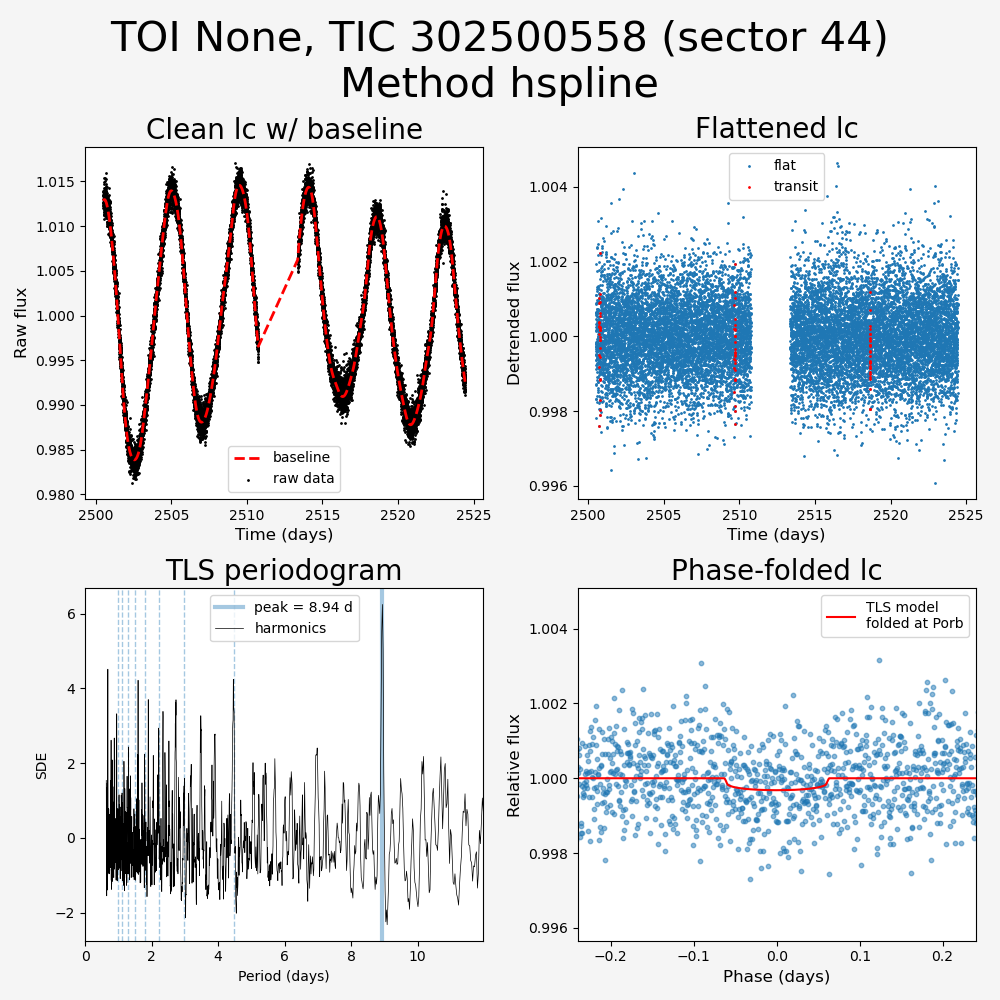 TOI None, TIC 302500558 (sector 44)
Method hspline
Clean lc w/ baseline
Raw flux
1.015
1.010
1.005
1.000
0.995
0.990
0.985
0.980
baseline
raw data
2500 2505 2510 2515 2520 2525
Time (days)
Flattened lc
Detrended flux
1.004
1.002
1.000
0.998
0.996
flat
transit
2500 2505 2510 2515 2520 2525
Time (days)
TLS periodogram
SDE
6
4
2
0
−2
peak = 8.94 d
harmonics
0 2 4 6 8 10
Period (days)
Phase-folded lc
Relative flux
1.004
1.002
1.000
0.998
0.996
TLS model
folded at Porb
−0.2 −0.1 0.0 0.1 0.2
Phase (days)